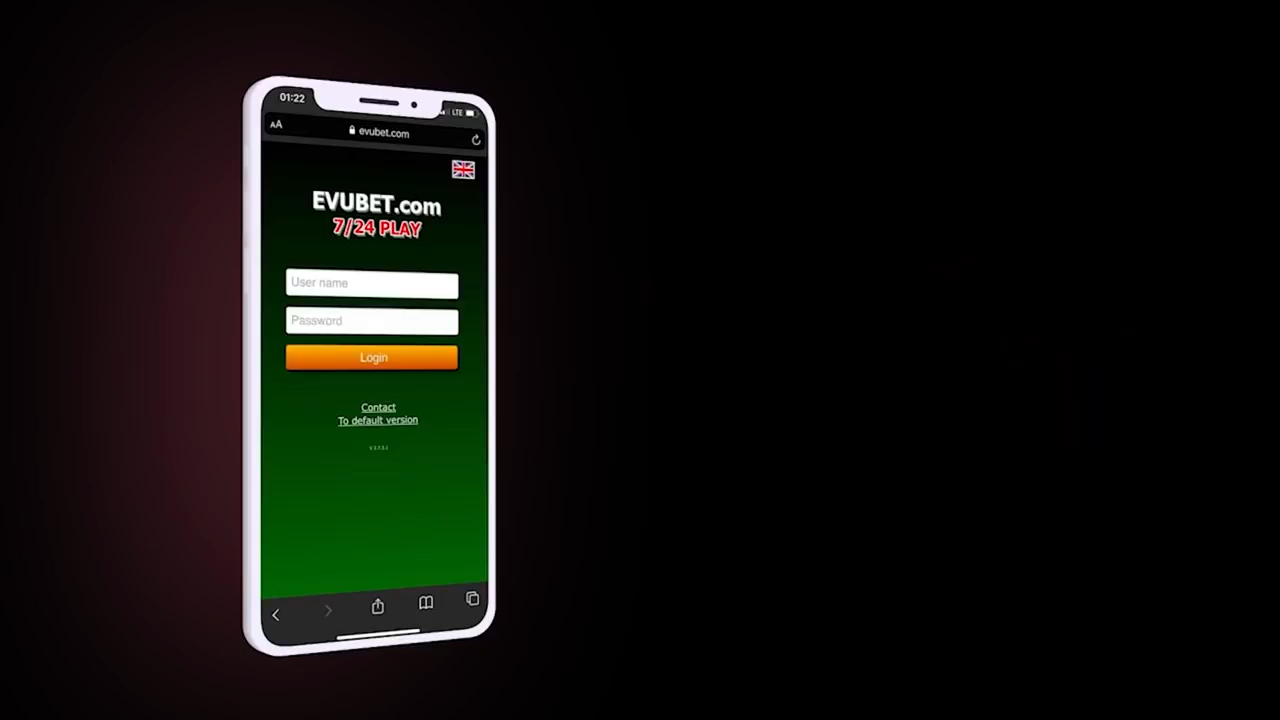 01:22
LTE
AA
evubet.com
EVUBET.com
7/24 PLAY
User name
Password
Login
Contact
To default version